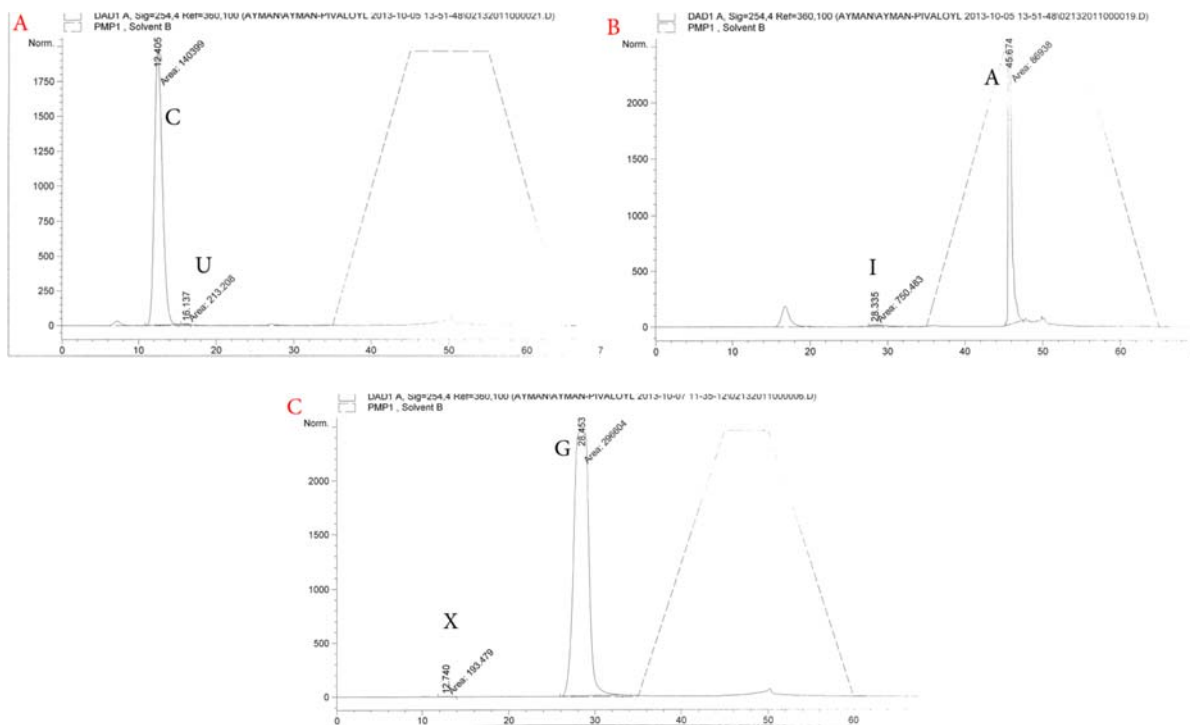 A
DAD1 A, Sig=254,4 Ref=360,100 (AYMAN\AYMAN-PIVALOYL 2013-10-05 13-51-48\02132011000021.D)
PMP1 , Solvent B
Norm.
12.405
Area: 140399
C
U
16.137
Area: 213.208
1750
1500
1250
1000
750
500
250
0
0 10 20 30 40 50 60 7
B
DAD1 A, Sig=254,4 Ref=360,100 (AYMAN\AYMAN-PIVALOYL 2013-10-05 13-51-48\02132011000019.D)
PMP1 , Solvent B
Norm.
45.674
Area: 86938
A
I
28.335
Area: 750.483
2000
1500
1000
500
0
0 10 20 30 40 50 60
C
DAD1 A, Sig=254,4 Ref=360,100 (AYMAN\AYMAN-PIVALOYL 2013-10-07 11-35-12\02132011000006.D)
PMP1 , Solvent B
Norm.
28.453
Area: 296604
G
X
12.740
Area: 193.479
2000
1500
1000
500
0
0 10 20 30 40 50 60